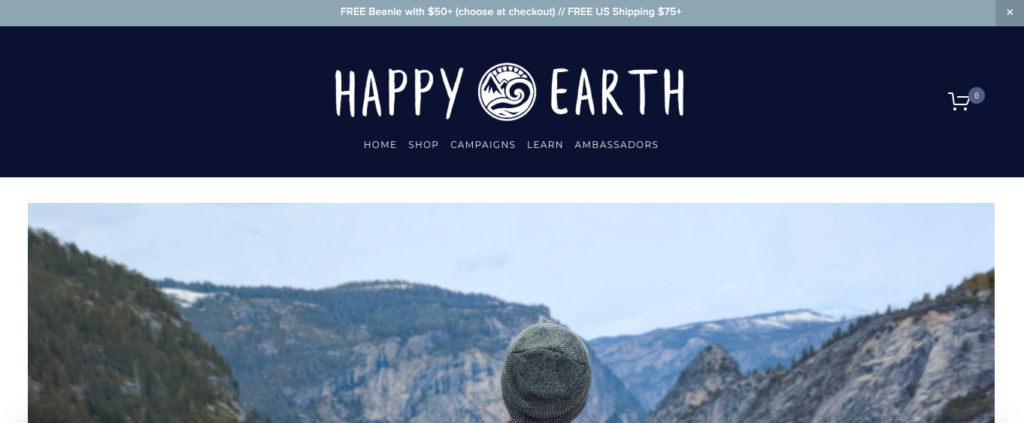 FREE Beanie with $50+ (choose at checkout) // FREE US Shipping $75+
×
HAPPY EARTH
0
HOME SHOP CAMPAIGNS LEARN AMBASSADORS